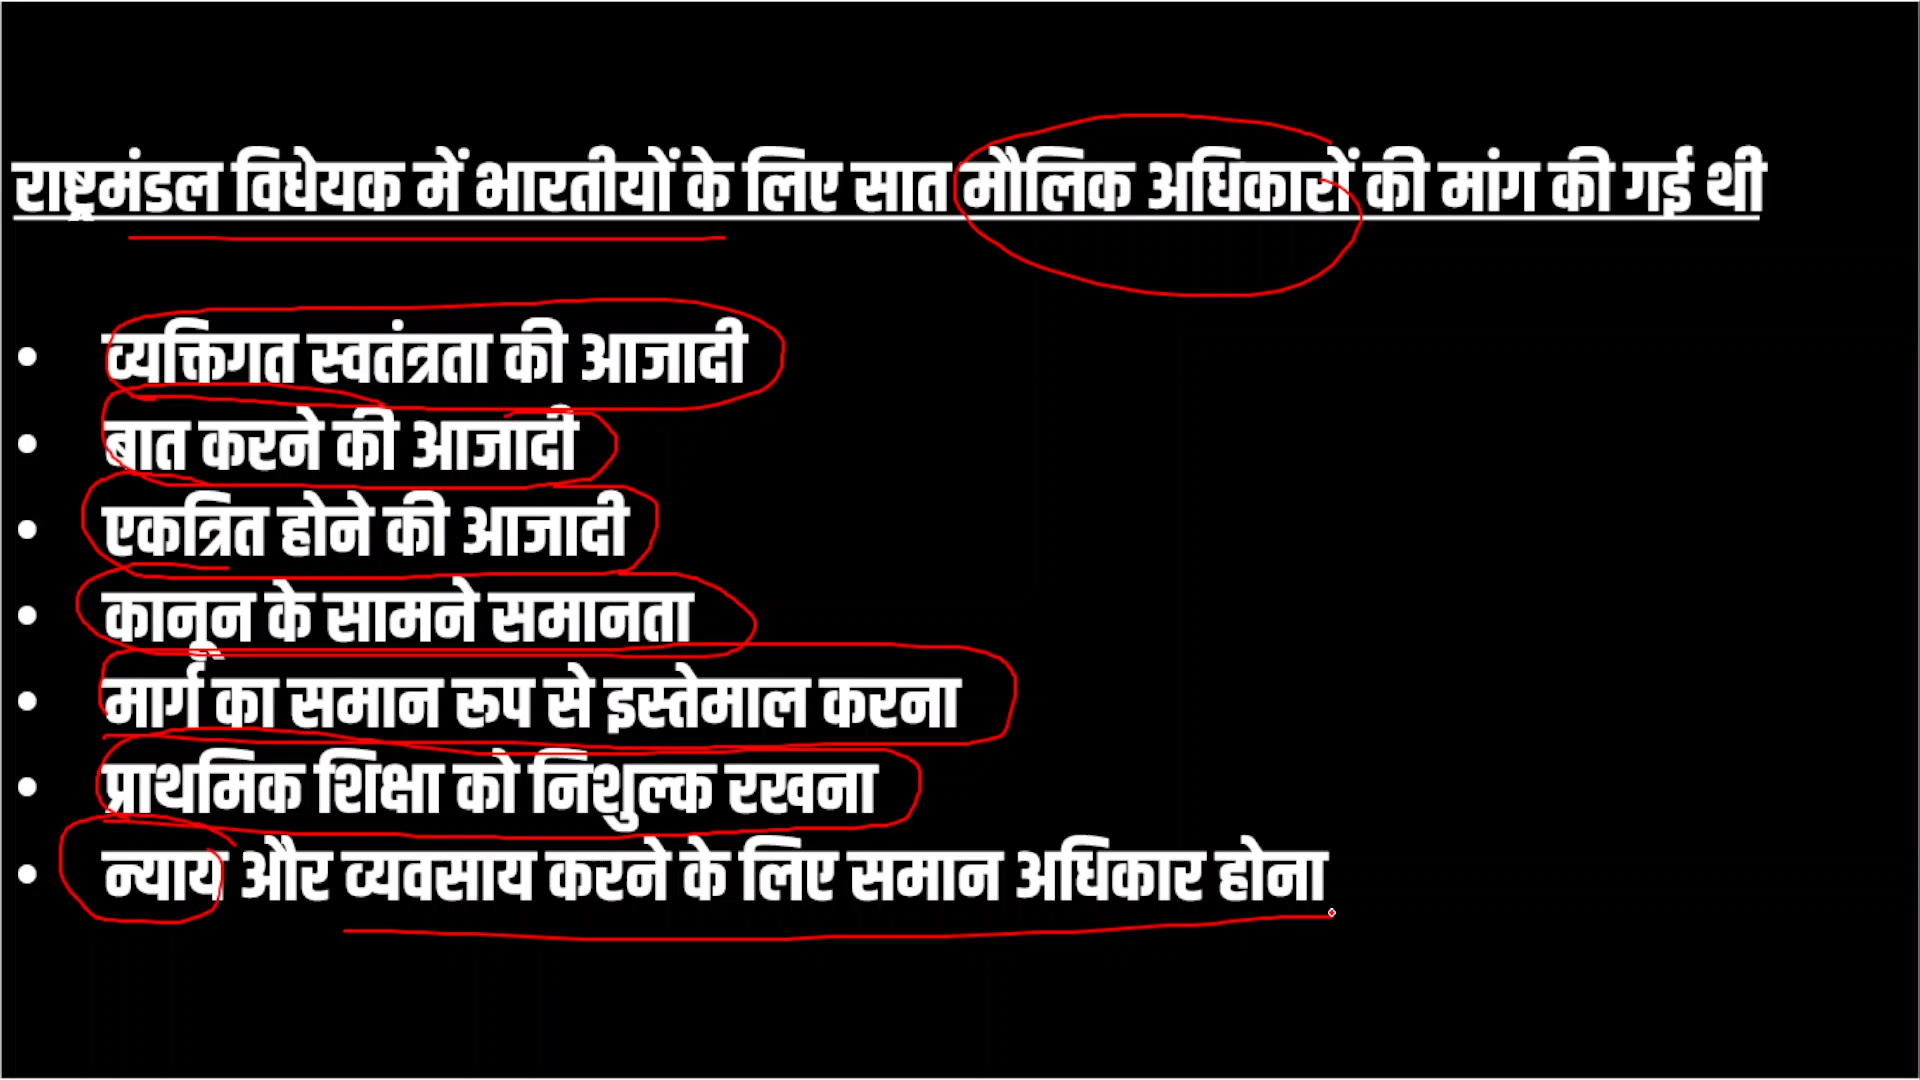 राष्ट्रमंडल विधेयक में भारतीयों के लिए सात मौलिक अधिकारों की मांग की गई थी
• व्यक्तिगत स्वतंत्रता की आजादी
• बात करने की आजादी
• एकत्रित होने की आजादी
• कानून के सामने समानता
• मार्ग का समान रूप से इस्तेमाल करना
• प्राथमिक शिक्षा को निशुल्क रखना
• न्याय और व्यवसाय करने के लिए समान अधिकार होना